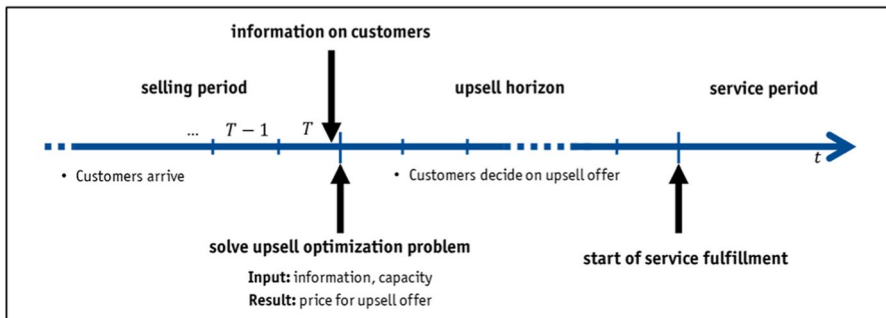 information on customers
selling period
upsell horizon
service period
... T − 1 T
t
• Customers arrive
• Customers decide on upsell offer
solve upsell optimization problem
Input: information, capacity
Result: price for upsell offer
start of service fulfillment